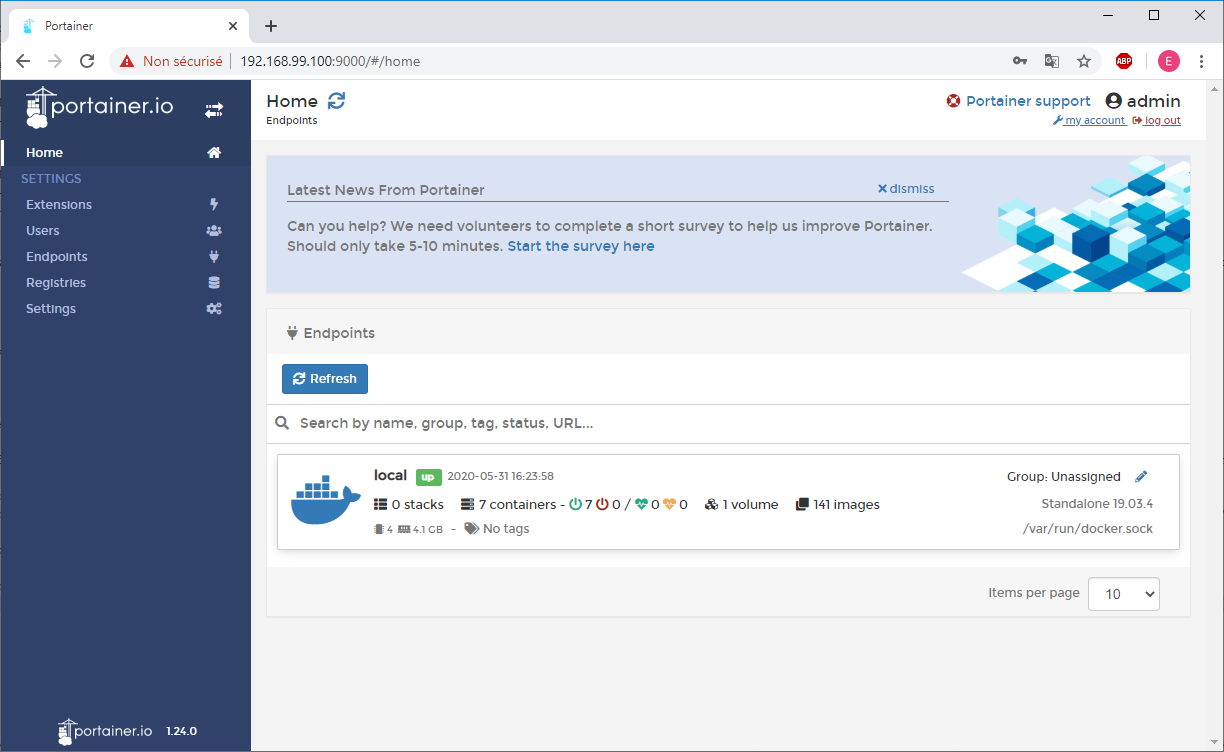 Portainer
Non sécurisé 192.168.99.100:9000/#/home
ABP
E
portainer.io
Home
SETTINGS
Extensions
Users
Endpoints
Registries
Settings
portainer.io 1.24.0
Home
Endpoints
Portainer support admin
my account log out
Latest News From Portainer dismiss
Can you help? We need volunteers to complete a short survey to help us improve Portainer.
Should only take 5-10 minutes. Start the survey here
Endpoints
Refresh
Search by name, group, tag, status, URL...
local up 2020-05-31 16:23:58 Group: Unassigned
0 stacks 7 containers - 7 0 / 0 0 1 volume 141 images Standalone 19.03.4
4 4.1 GB - No tags /var/run/docker.sock
Items per page 10